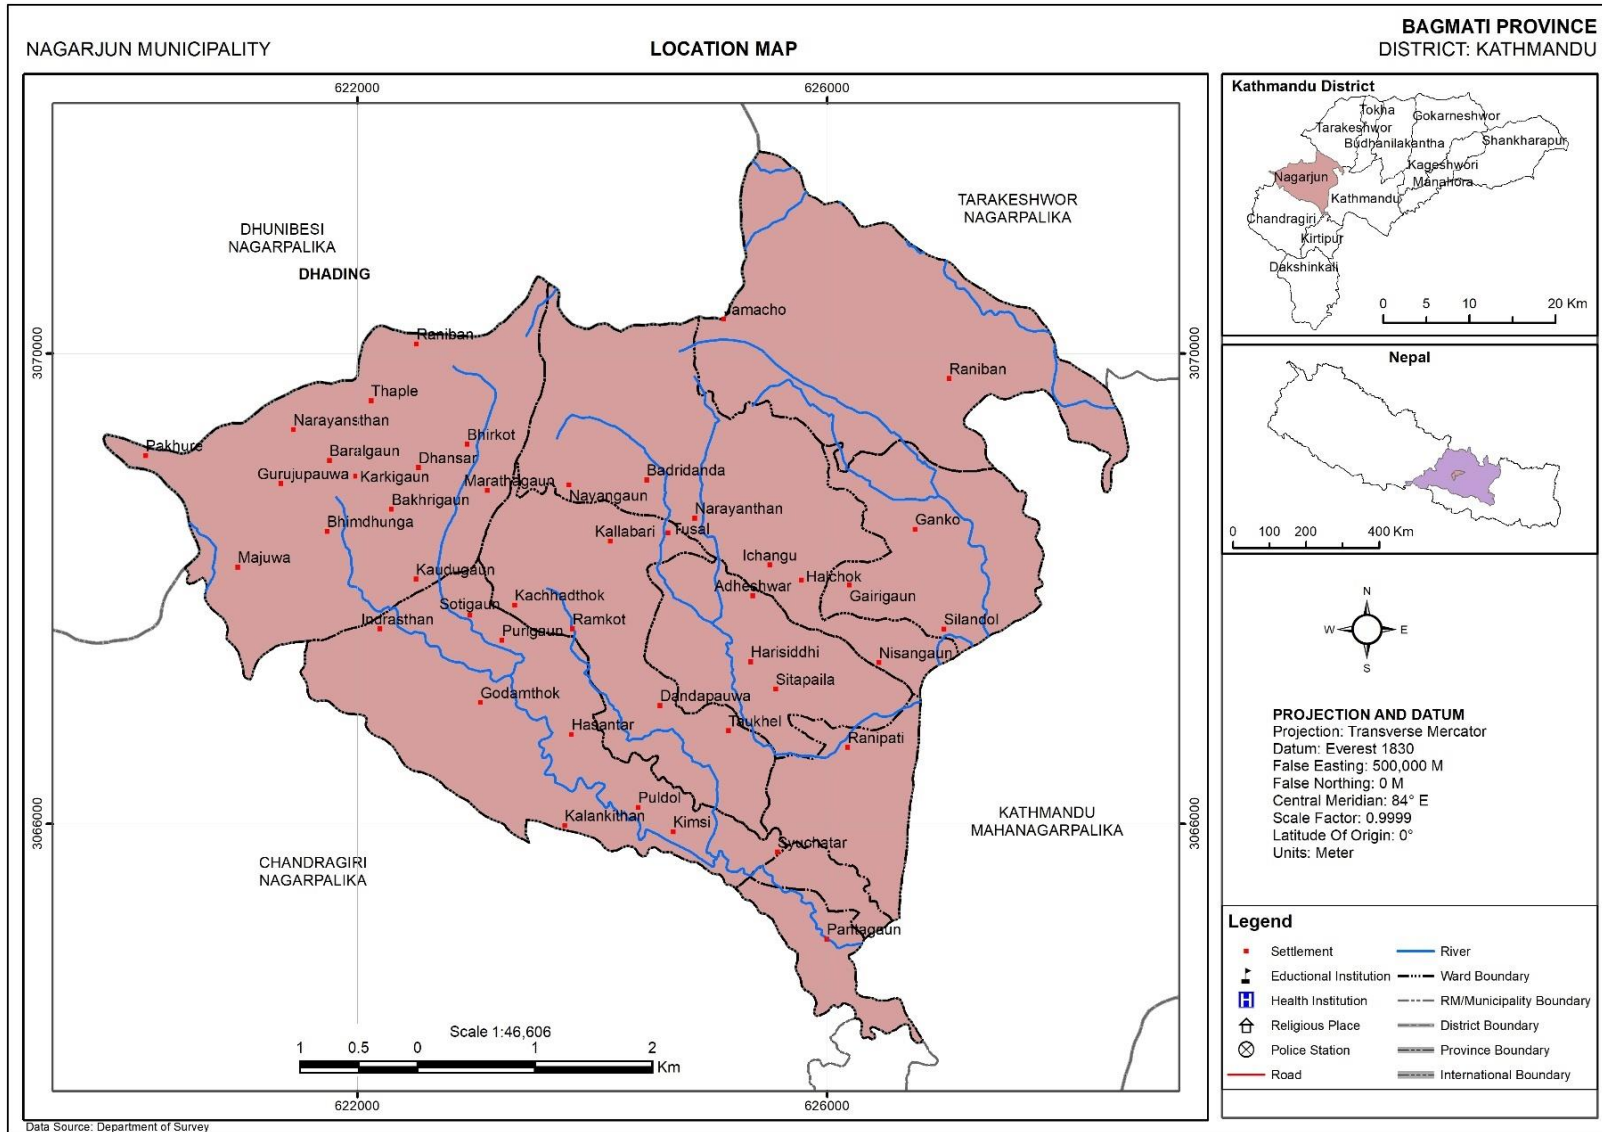 NAGARJUN MUNICIPALITY
LOCATION MAP
BAGMATI PROVINCE
DISTRICT: KATHMANDU
622000
626000
3070000
3070000
3066000
3066000
622000
626000
DHUNIBESI
NAGARPALIKA
DHADING
TARAKESHWOR
NAGARPALIKA
Jamacho
Raniban
Raniban
Thaple
Narayansthan
Pakhure
Baralgaun
Bhirkot
Dhansar
Gurujupauwa
Karkigaun
Marathagaun
Badridanda
Nayangaun
Bakhrigaun
Bhimdhunga
Narayanthan
Ganko
Kallabari
Tusal
Majuwa
Ichangu
Kaudugaun
Halchok
Adheshwar
Gairigaun
Kachhadthok
Sotigaun
Indrasthan
Ramkot
Silandol
Purigaun
Harisiddhi
Nisangaun
Sitapaila
Godamthok
Dandapauwa
Hasantar
Taukhel
Ranipati
Puldol
Kalankithan
Kimsi
Syuchatar
KATHMANDU
MAHANAGARPALIKA
CHANDRAGIRI
NAGARPALIKA
Pantagaun
Scale 1:46,606
1 0.5 0 1 2
Km
Data Source: Department of Survey
Kathmandu District
Tokha
Gokarneshwor
Tarakeshwor
Budhanilakantha
Shankharapur
Kageshwori
Manahora
Nagarjun
Kathmandu
Chandragiri
Kirtipur
Dakshinkali
0 5 10 20 Km
Nepal
0 100 200 400 Km
N
W E
S
PROJECTION AND DATUM
Projection: Transverse Mercator
Datum: Everest 1830
False Easting: 500,000 M
False Northing: 0 M
Central Meridian: 84° E
Scale Factor: 0.9999
Latitude Of Origin: 0°
Units: Meter
Legend
Settlement
River
Eductional Institution
Ward Boundary
H
Health Institution
RM/Municipality Boundary
Religious Place
District Boundary
Police Station
Province Boundary
Road
International Boundary